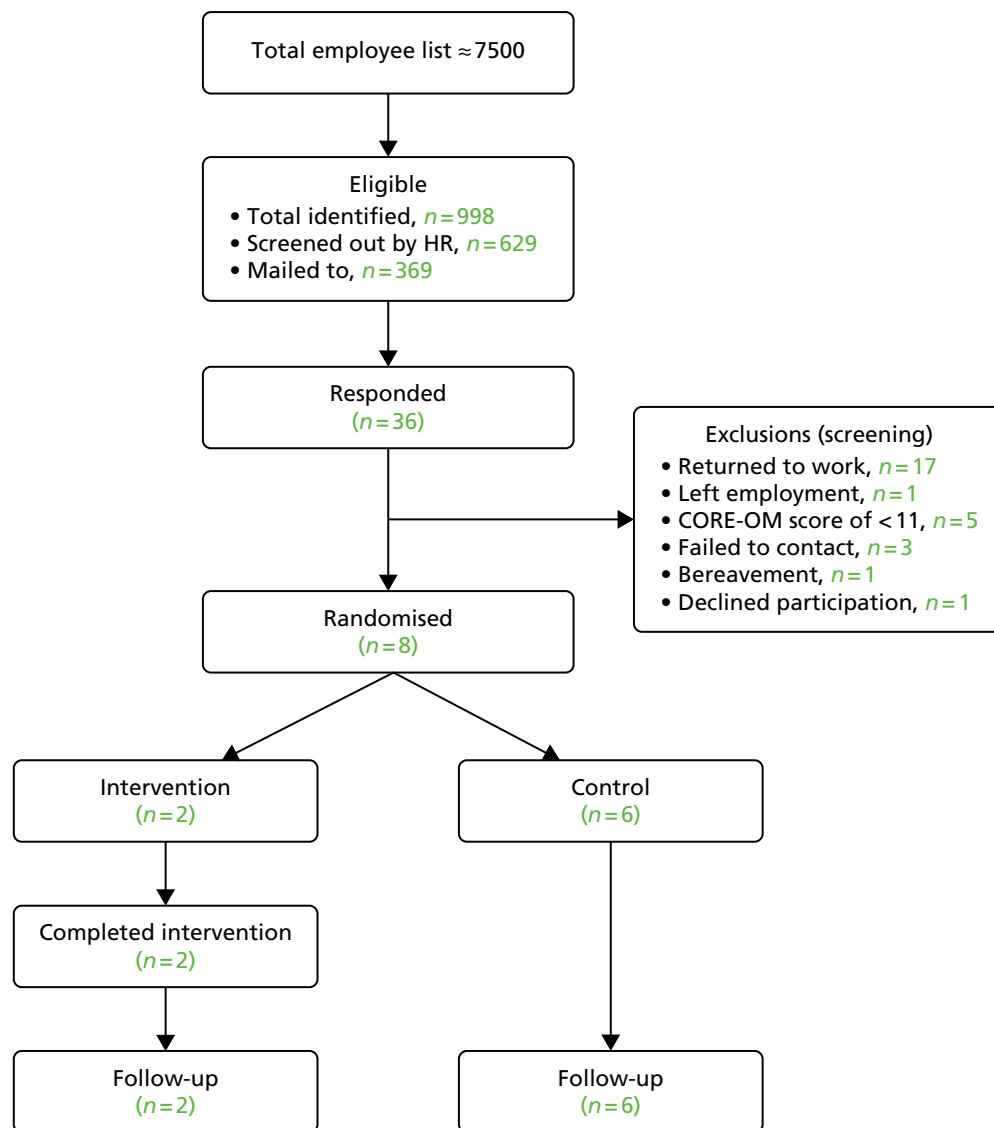 Total employee list ≈7500
Eligible
• Total identified, n=998
• Screened out by HR, n=629
• Mailed to, n=369
Responded
(n=36)
Exclusions (screening)
• Returned to work, n=17
• Left employment, n=1
• CORE-OM score of <11, n=5
• Failed to contact, n=3
• Bereavement, n=1
• Declined participation, n=1
Randomised
(n=8)
Intervention
(n=2)
Control
(n=6)
Completed intervention
(n=2)
Follow-up
(n=2)
Follow-up
(n=6)